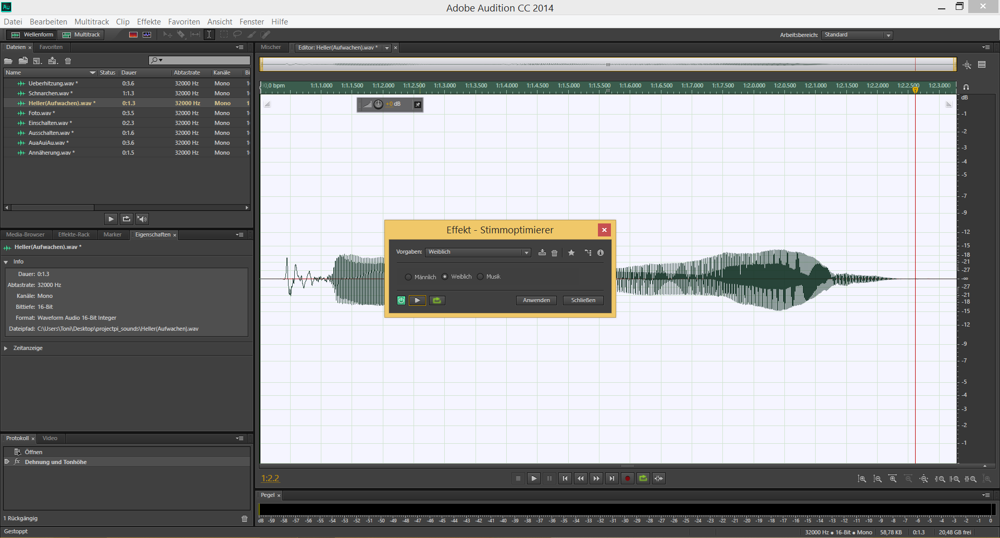 Au
Adobe Audition CC 2014
Datei Bearbeiten Multitrack Clip Effekte Favoriten Ansicht Fenster Hilfe
Wellenform Multitrack
Arbeitsbereich: Standard
Dateien × Favoriten
Name Status Dauer Abtastrate Kanäle Bi
Ueberhitzung.wav * 0:3.6 32000 Hz Mono
Schnarchen.wav * 1:1.3 32000 Hz Mono
Heller(Aufwachen).wav * 0:1.3 32000 Hz Mono
Foto.wav * 0:3.5 32000 Hz Mono
Einschalten.wav * 0:2.3 32000 Hz Mono
Ausschalten.wav * 0:1.6 32000 Hz Mono
AuaAuiAu.wav * 0:3.6 32000 Hz Mono
Annäherung.wav * 0:1.5 32000 Hz Mono
Media-Browser Effekte-Rack Marker Eigenschaften ×
Heller(Aufwachen).wav *
Info
Dauer: 0:1.3
Abtastrate: 32000 Hz
Kanäle: Mono
Bittiefe: 16-Bit
Format: Waveform Audio 16-Bit Integer
Dateipfad: C:\Users\Toni\Desktop\projectpi_sounds\Heller(Aufwachen).wav
Zeitanzeige
Protokoll × Video
Öffnen
fx Dehnung und Tonhöhe
1 Rückgängig
Gestoppt
Mischer Editor: Heller(Aufwachen).wav * ×
0,0 bpm 1:1.1.000 1:1.1.500 1:1.2.000 1:1.2.500 1:1.3.000 1:1.3.500 1:1.4.000 1:1.4.500 1:1.5.000 1:1.5.500 1:1.6.000 1:1.6.500 1:1.7.000 1:1.7.500 1:2.0.000 1:2.0.500 1:2.1.000 1:2.1.500 1:2.2.000 1:2.2.500 1:2.3.000
+0 dB
dB
-1
-2
-3
-4
-5
-7
-9
-12
-15
-18
-21
-27
-∞
-27
-21
-18
-15
-12
-9
-7
-5
-4
-3
-2
-1
Effekt - Stimmoptimierer
Vorgaben: Weiblich
Männlich Weiblich Musik
Anwenden Schließen
1:2.2
Pegel ×
dB -59 -58 -57 -56 -55 -54 -53 -52 -51 -50 -49 -48 -47 -46 -45 -44 -43 -42 -41 -40 -39 -38 -37 -36 -35 -34 -33 -32 -31 -30 -29 -28 -27 -26 -25 -24 -23 -22 -21 -20 -19 -18 -17 -16 -15 -14 -13 -12 -11 -10 -9 -8 -7 -6 -5 -4 -3 -2 -1 0
32000 Hz • 16-Bit • Mono 58,78 KB 0:1.3 20,48 GB frei